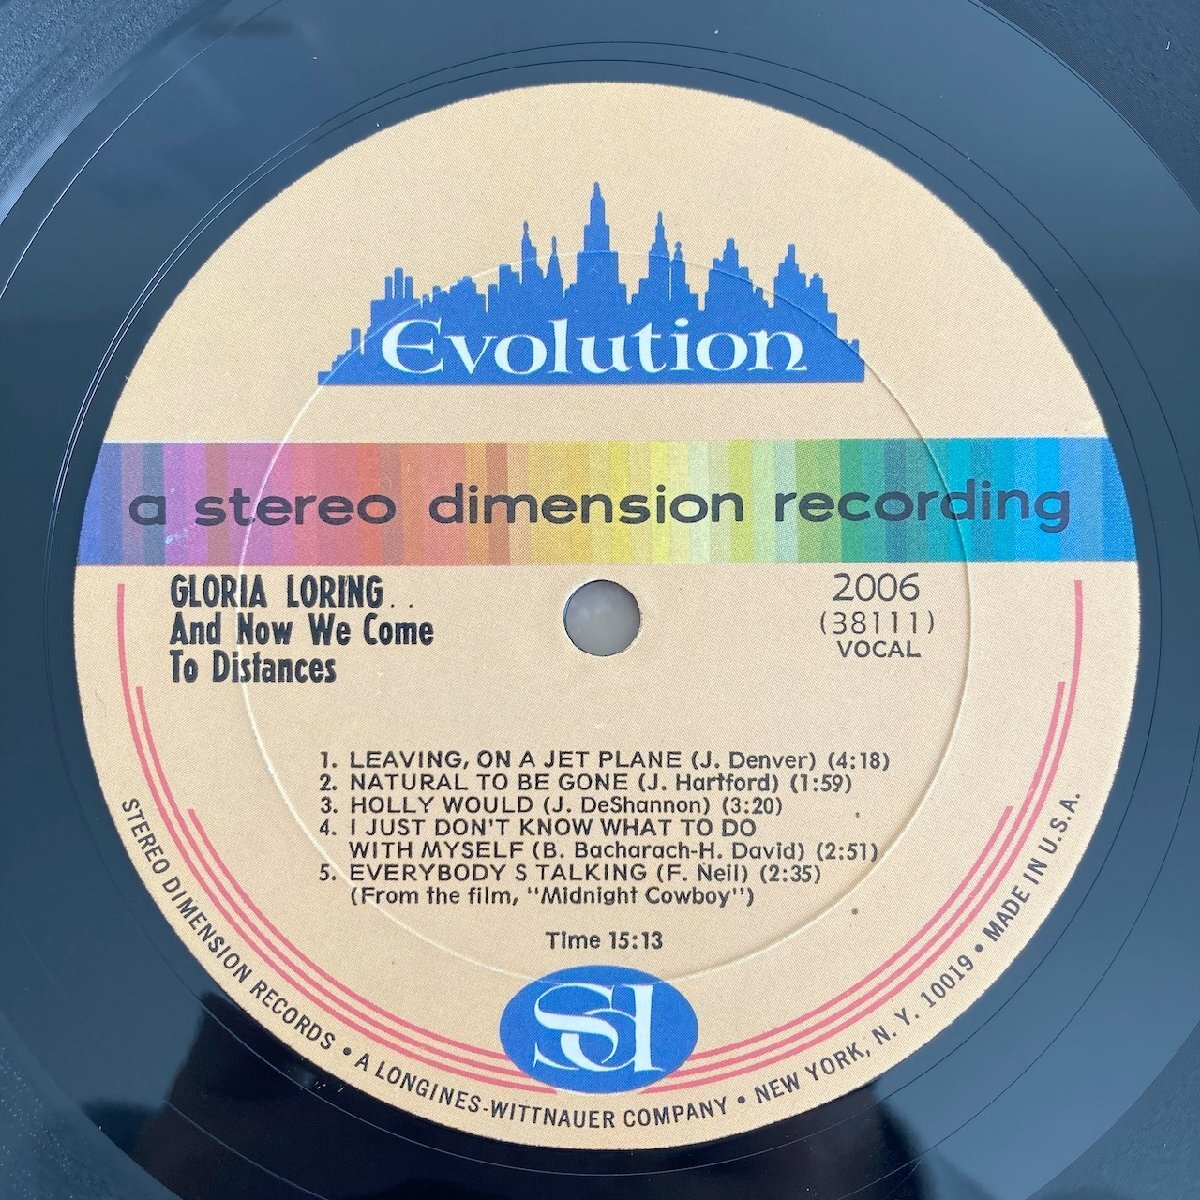 Evolution
a stereo dimension recording
GLORIA LORING . .
And Now We Come
To Distances
2006
(38111)
VOCAL
1. LEAVING, ON A JET PLANE (J. Denver) (4:18)
2. NATURAL TO BE GONE (J. Hartford) (1:59)
3. HOLLY WOULD (J. DeShannon) (3:20)
4. I JUST DON'T KNOW WHAT TO DO
WITH MYSELF (B. Bacharach-H. David) (2:51)
5. EVERYBODY S TALKING (F. Neil) (2:35)
(From the film, "Midnight Cowboy")
Time 15:13
SD
STEREO DIMENSION RECORDS • A LONGINES-WITTNAUER COMPANY • NEW YORK, N. Y. 10019 • MADE IN U.S.A.